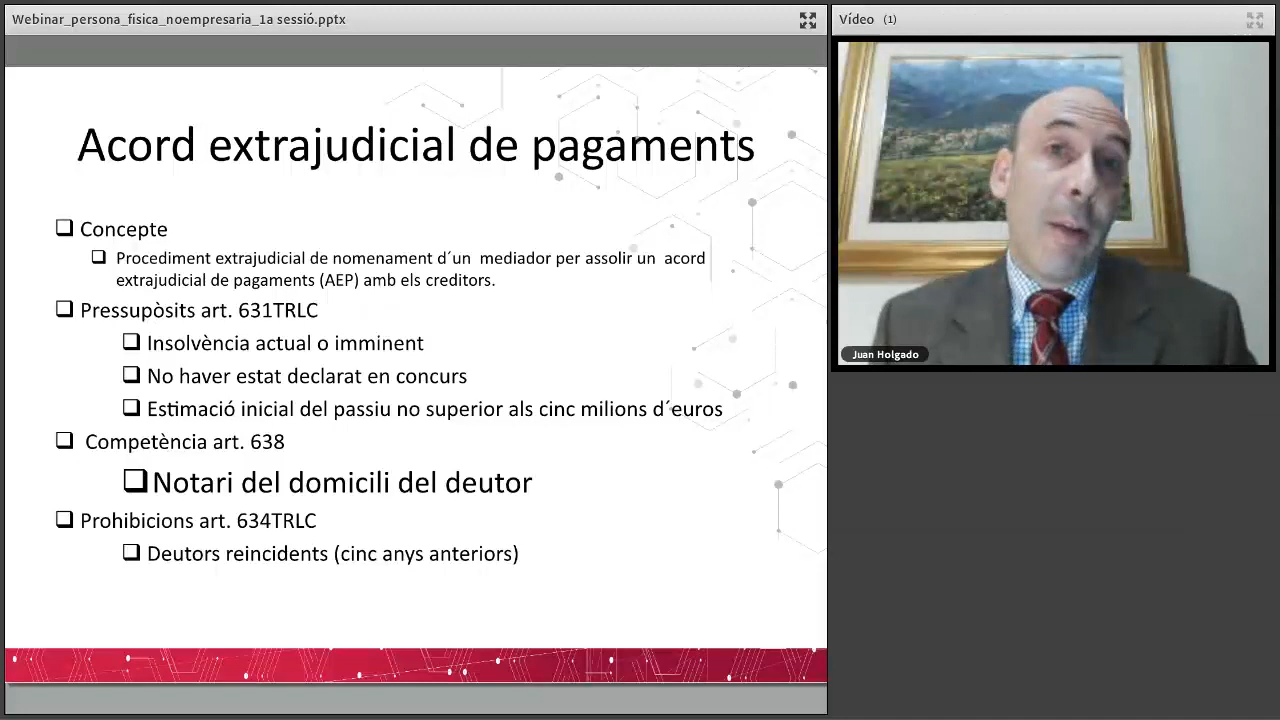 Webinar_persona_fisica_noempresaria_1a sessió.pptx
Vídeo (1)
Acord extrajudicial de pagaments
Concepte
Procediment extrajudicial de nomenament d´un mediador per assolir un acord
extrajudicial de pagaments (AEP) amb els creditors.
Pressupòsits art. 631TRLC
Insolvència actual o imminent
No haver estat declarat en concurs
Estimació inicial del passiu no superior als cinc milions d´euros
Competència art. 638
Notari del domicili del deutor
Prohibicions art. 634TRLC
Deutors reincidents (cinc anys anteriors)
Juan Holgado